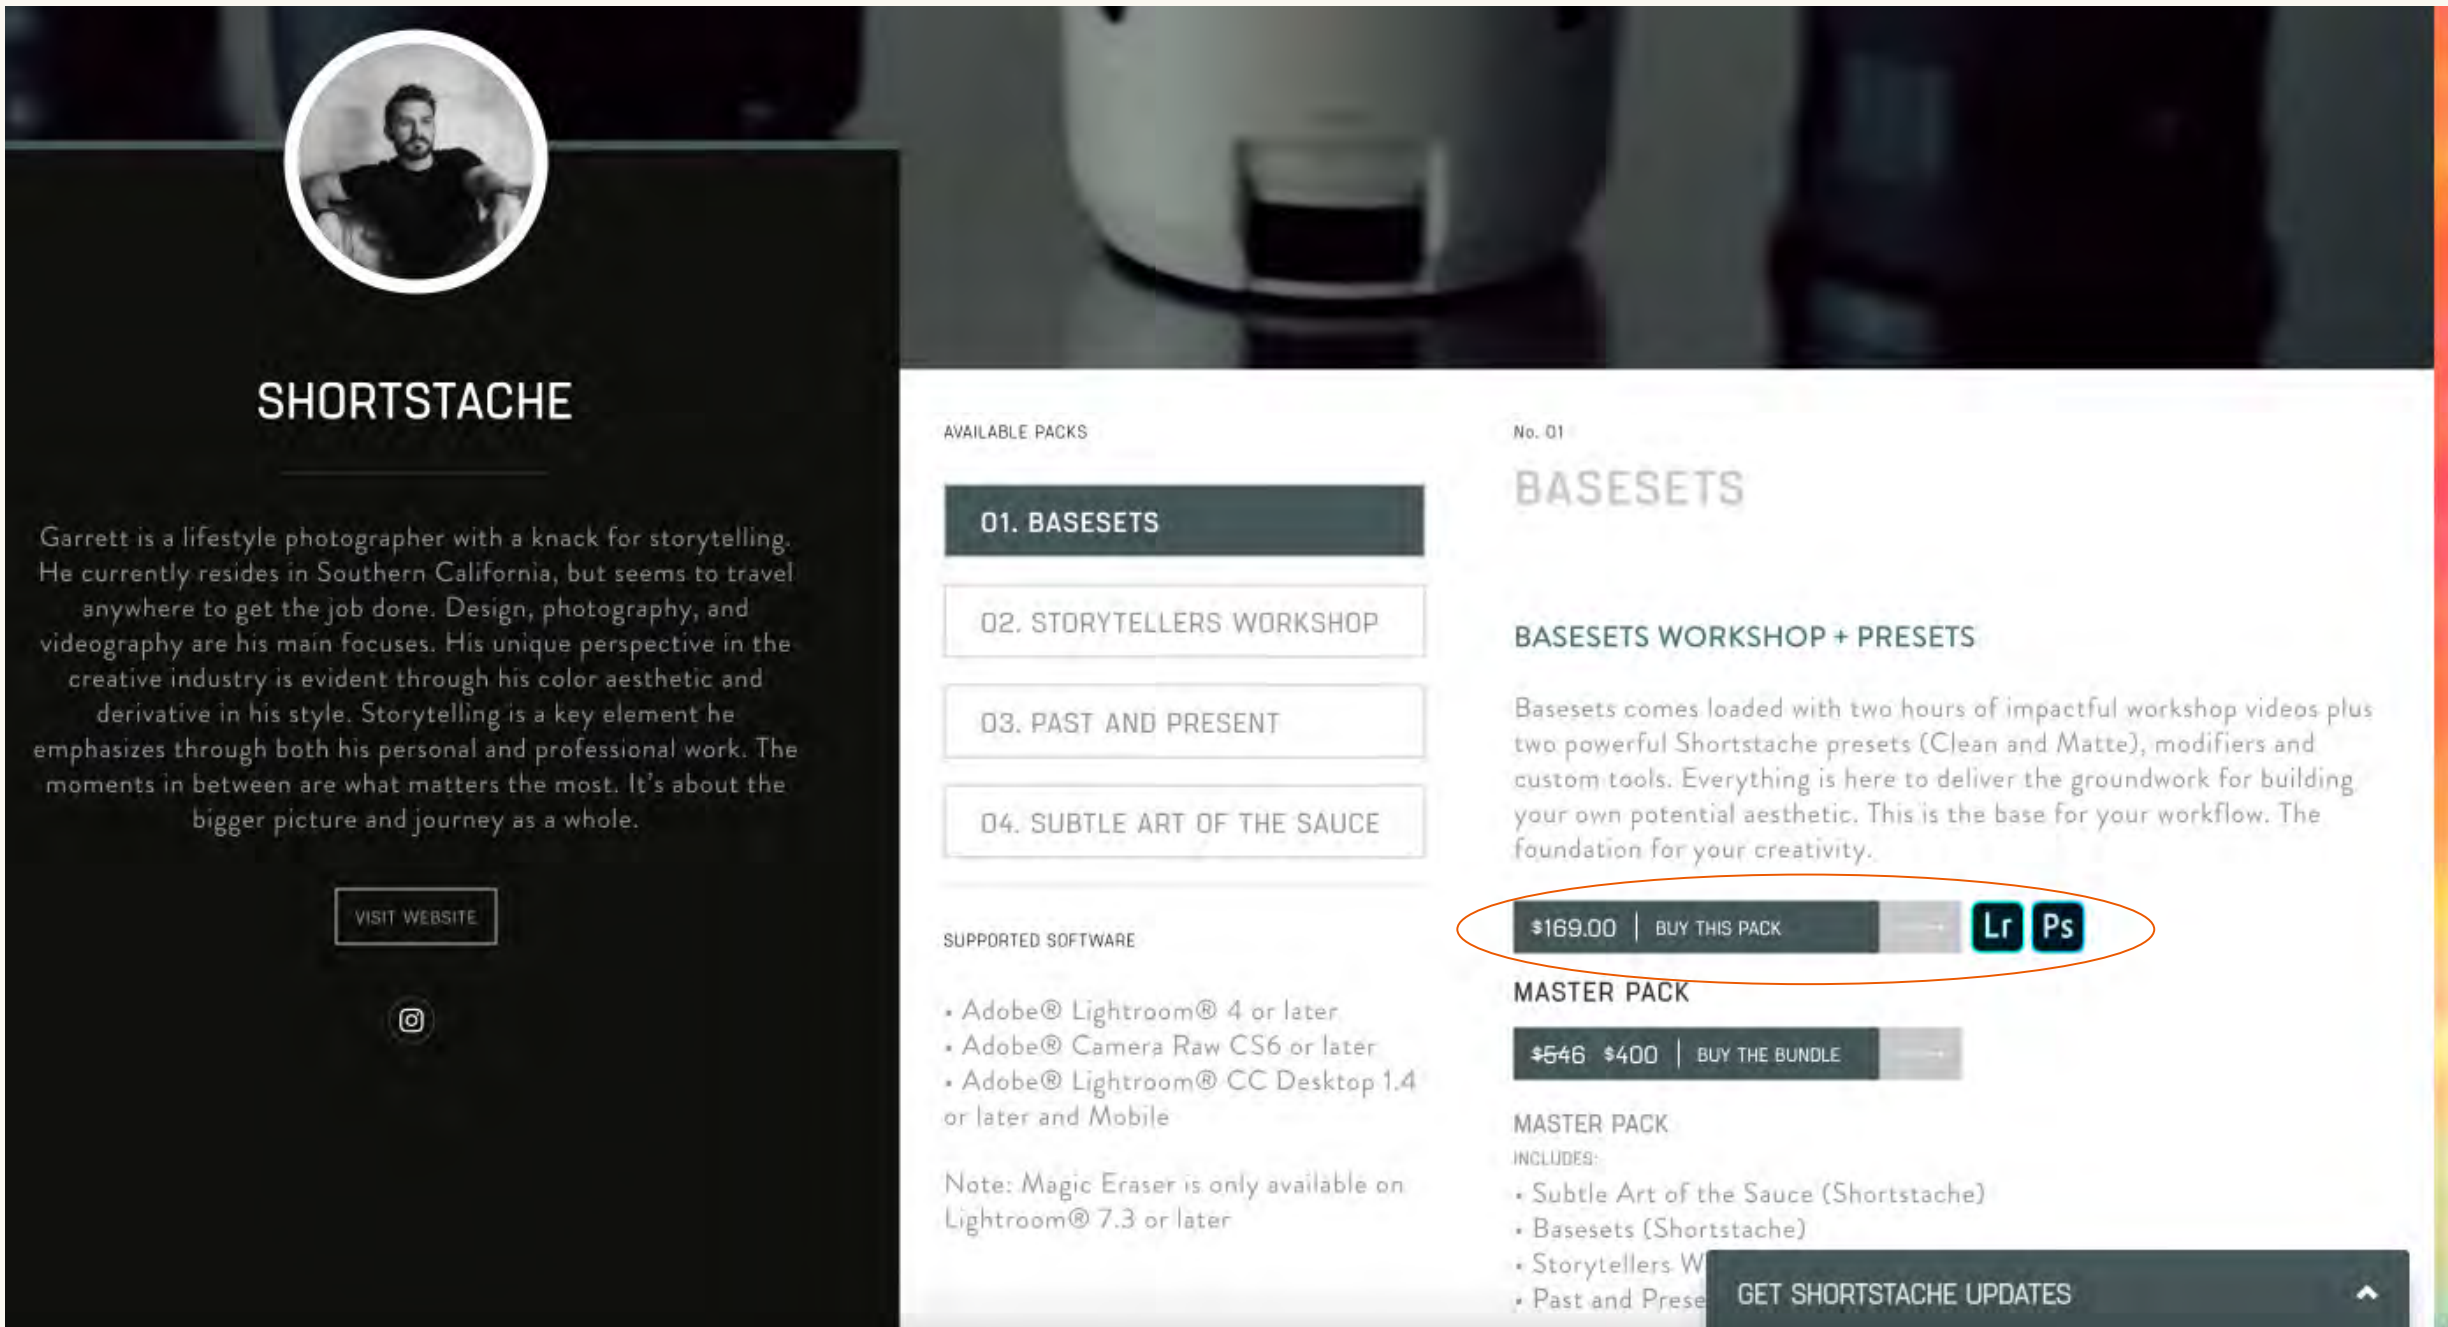 SHORTSTACHE
Garrett is a lifestyle photographer with a knack for storytelling.
He currently resides in Southern California, but seems to travel
anywhere to get the job done. Design, photography, and
videography are his main focuses. His unique perspective in the
creative industry is evident through his color aesthetic and
derivative in his style. Storytelling is a key element he
emphasizes through both his personal and professional work. The
moments in between are what matters the most. It's about the
bigger picture and journey as a whole.
VISIT WEBSITE
AVAILABLE PACKS
01. BASESETS
02. STORYTELLERS WORKSHOP
03. PAST AND PRESENT
04. SUBTLE ART OF THE SAUCE
SUPPORTED SOFTWARE
• Adobe® Lightroom® 4 or later
• Adobe® Camera Raw CS6 or later
• Adobe® Lightroom® CC Desktop 1.4
or later and Mobile
Note: Magic Eraser is only available on
Lightroom® 7.3 or later
No. 01
BASESETS
BASESETS WORKSHOP + PRESETS
Basesets comes loaded with two hours of impactful workshop videos plus
two powerful Shortstache presets (Clean and Matte), modifiers and
custom tools. Everything is here to deliver the groundwork for building
your own potential aesthetic. This is the base for your workflow. The
foundation for your creativity.
$169.00 | BUY THIS PACK Lr Ps
MASTER PACK
$546 $400 | BUY THE BUNDLE
MASTER PACK
INCLUDES:
• Subtle Art of the Sauce (Shortstache)
• Basesets (Shortstache)
• Storytellers W
• Past and Prese
GET SHORTSTACHE UPDATES